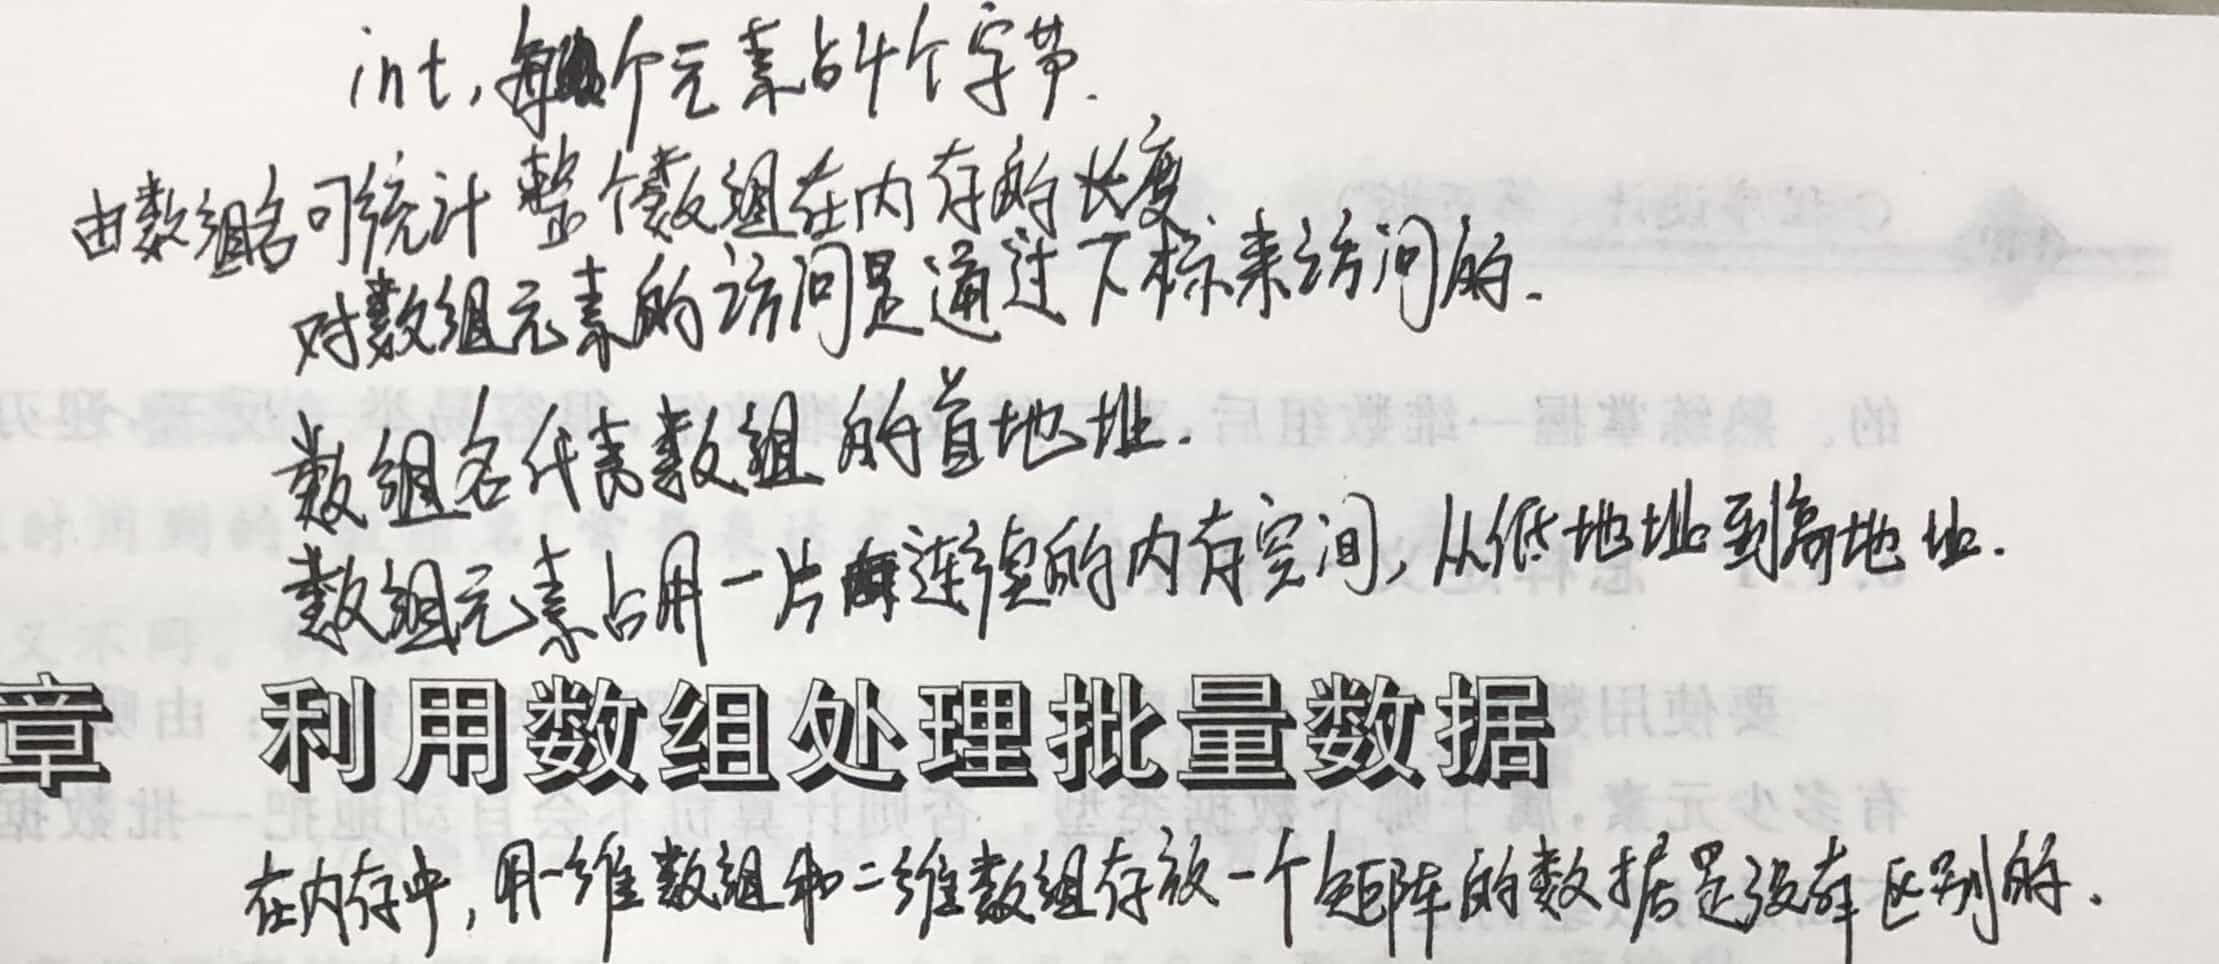 int,每个元素占4个字节.
由数组名可统计整个数组在内存的长度
对数组元素的访问是通过下标来访问的.
数组名代表数组的首地址.
数组元素占用一片连续的内存空间,从低地址到高地址.
章 利用数组处理批量数据
在内存中,用一维数组和二维数组存放一个矩阵的数据是没有区别的.